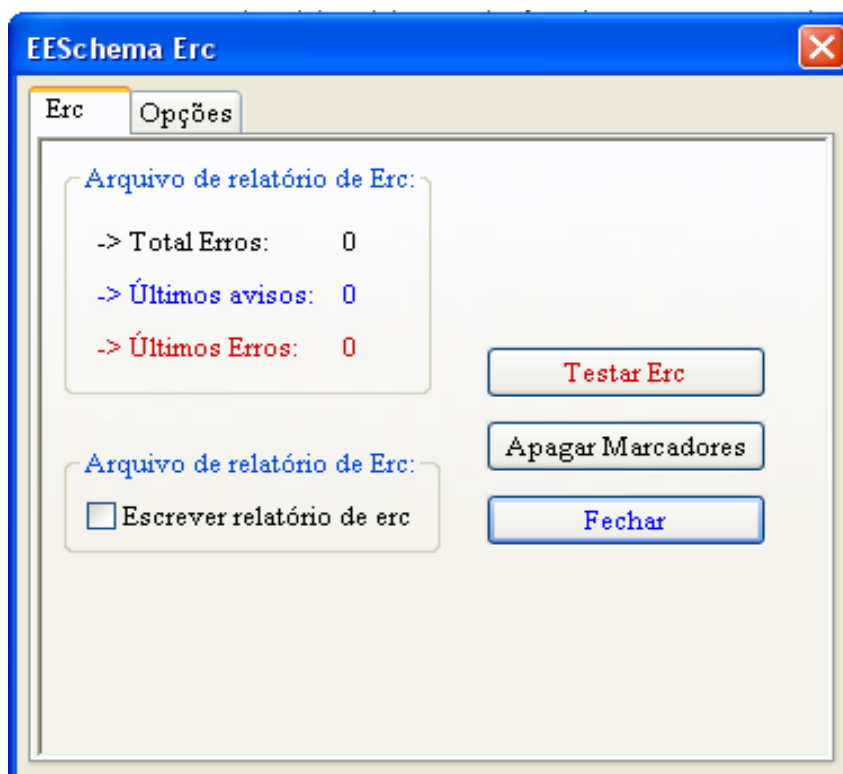 EESchema Erc
Erc
Opções
Arquivo de relatório de Erc:
-> Total Erros: 0
-> Últimos avisos: 0
-> Últimos Erros: 0
Testar Erc
Apagar Marcadores
Arquivo de relatório de Erc:
Escrever relatório de erc
Fechar